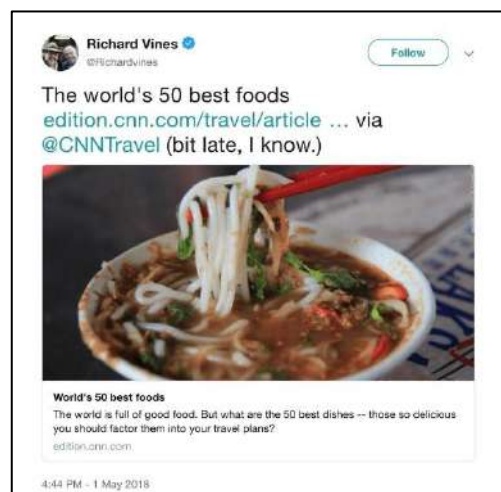 Richard Vines
@Richardvines
Follow
The world's 50 best foods
edition.cnn.com/travel/article ... via
@CNNTravel (bit late, I know.)
World's 50 best foods
The world is full of good food. But what are the 50 best dishes -- those so delicious
you should factor them into your travel plans?
edition.cnn.com
4:44 PM - 1 May 2018